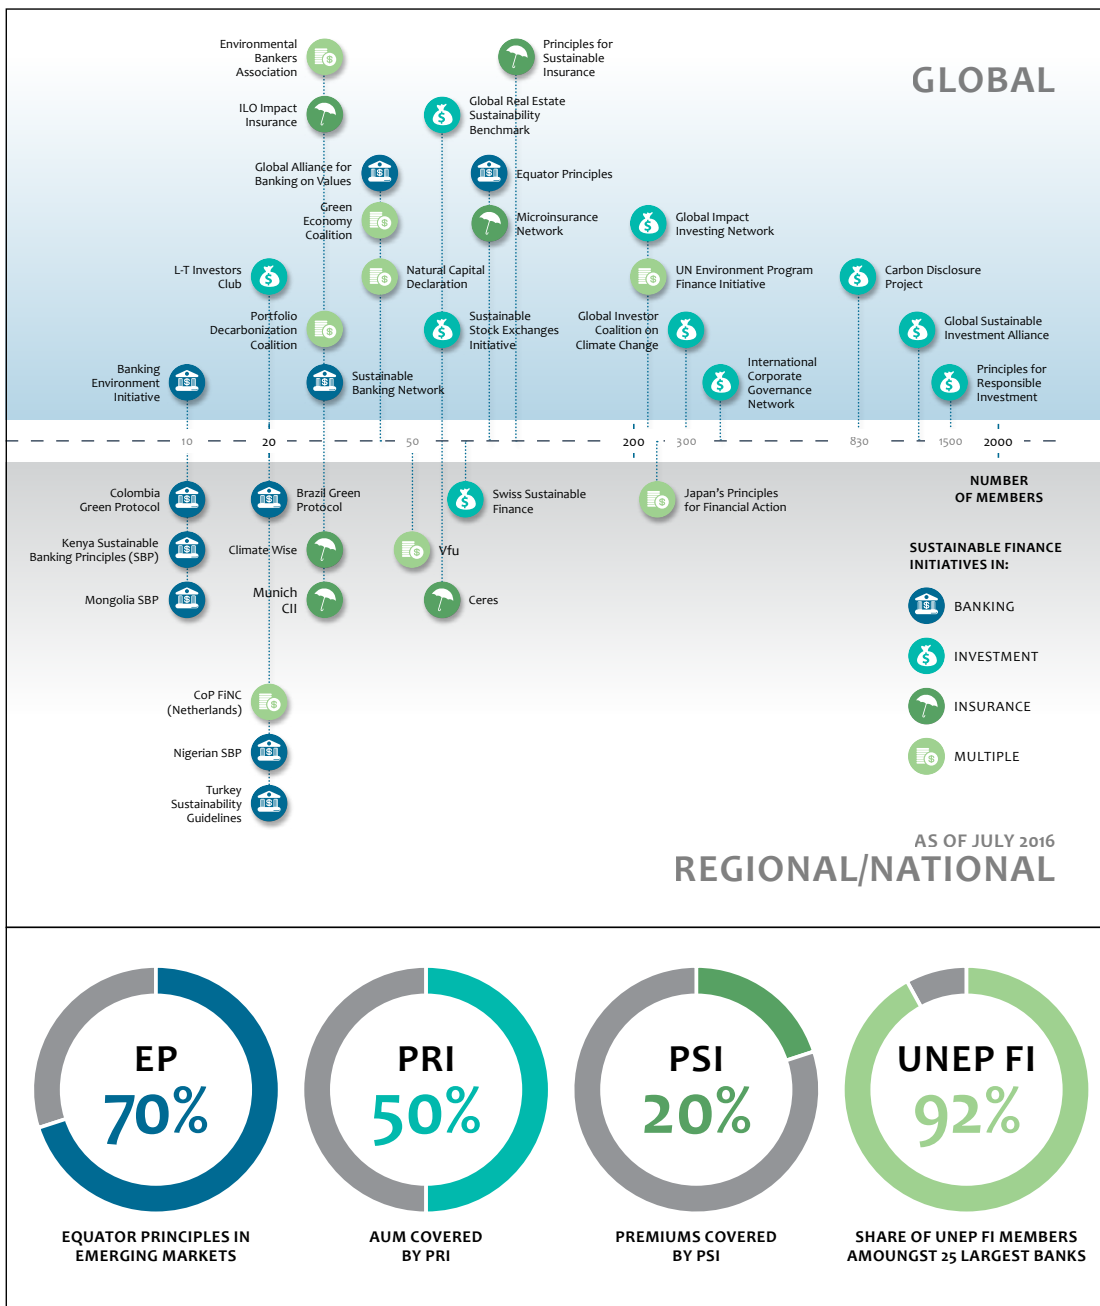 GLOBAL
Environmental
Bankers
Association
Principles for
Sustainable
Insurance
ILO Impact
Insurance
Global Real Estate
Sustainability
Benchmark
Global Alliance for
Banking on Values
Equator Principles
Green
Economy
Coalition
Microinsurance
Network
Global Impact
Investing Network
L-T Investors
Club
Natural Capital
Declaration
UN Environment Program
Finance Initiative
Carbon Disclosure
Project
Portfolio
Decarbonization
Coalition
Sustainable
Stock Exchanges
Initiative
Global Investor
Coalition on
Climate Change
Global Sustainable
Investment Alliance
Banking
Environment
Initiative
Sustainable
Banking Network
International
Corporate
Governance
Network
Principles for
Responsible
Investment
10 20 50 200 300 830 1500 2000
NUMBER
OF MEMBERS
Colombia
Green Protocol
Brazil Green
Protocol
Swiss Sustainable
Finance
Japan's Principles
for Financial Action
Kenya Sustainable
Banking Principles (SBP)
Climate Wise
Vfu
Mongolia SBP
Munich
CII
Ceres
CoP FiNC
(Netherlands)
Nigerian SBP
Turkey
Sustainability
Guidelines
SUSTAINABLE FINANCE
INITIATIVES IN:
BANKING
INVESTMENT
INSURANCE
MULTIPLE
AS OF JULY 2016
REGIONAL/NATIONAL
EP
70%
EQUATOR PRINCIPLES IN
EMERGING MARKETS
PRI
50%
AUM COVERED
BY PRI
PSI
20%
PREMIUMS COVERED
BY PSI
UNEP FI
92%
SHARE OF UNEP FI MEMBERS
AMOUNGST 25 LARGEST BANKS